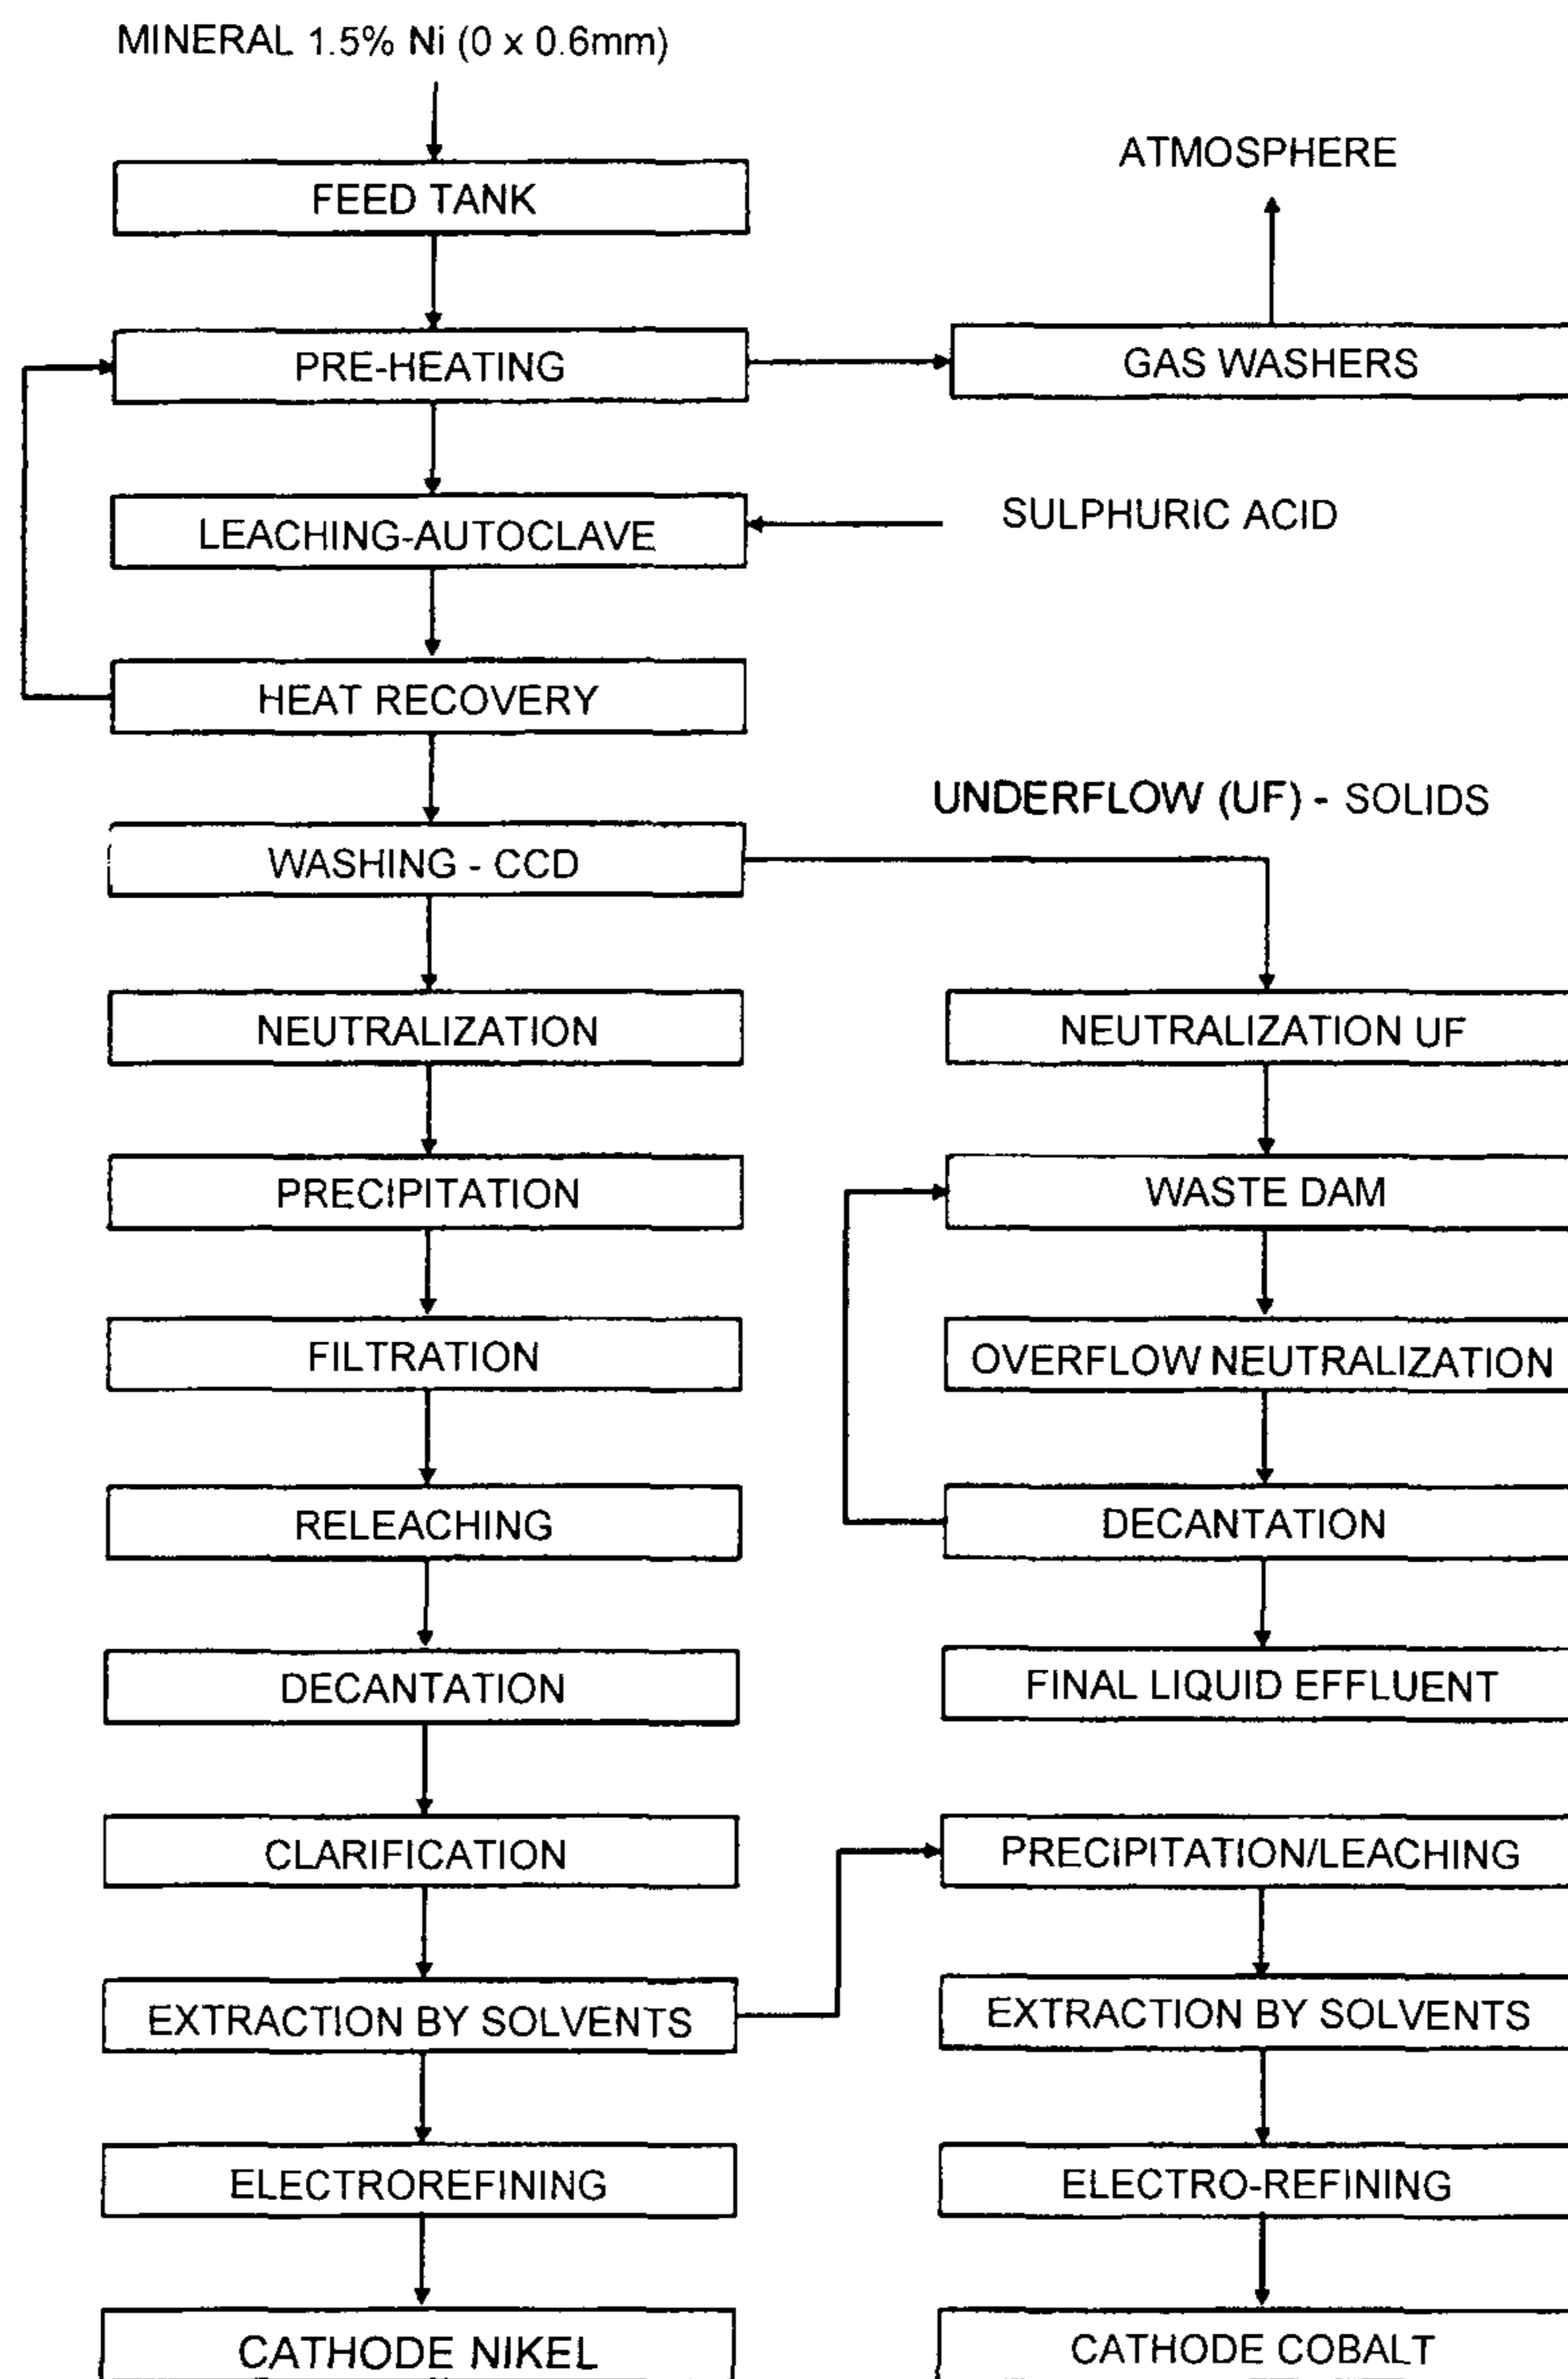 MINERAL 1.5% Ni (0 x 0.6mm)
ATMOSPHERE
FEED TANK
PRE-HEATING
GAS WASHERS
LEACHING-AUTOCLAVE
SULPHURIC ACID
HEAT RECOVERY
UNDERFLOW (UF) - SOLIDS
WASHING - CCD
NEUTRALIZATION
NEUTRALIZATION UF
PRECIPITATION
WASTE DAM
FILTRATION
OVERFLOW NEUTRALIZATION
RELEACHING
DECANTATION
DECANTATION
FINAL LIQUID EFFLUENT
CLARIFICATION
PRECIPITATION/LEACHING
EXTRACTION BY SOLVENTS
EXTRACTION BY SOLVENTS
ELECTROREFINING
ELECTRO-REFINING
CATHODE NIKEL
CATHODE COBALT